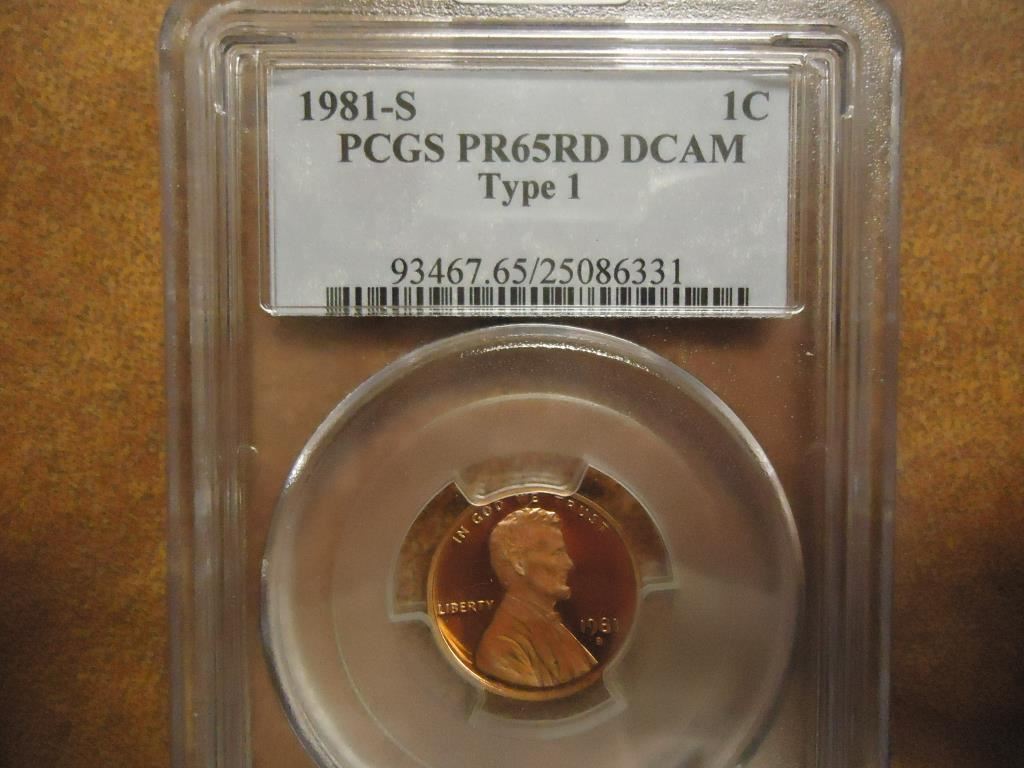 1981-S 1C
PCGS PR65RD DCAM
Type 1
93467.65/25086331
IN GOD WE TRUST
LIBERTY
1981
S